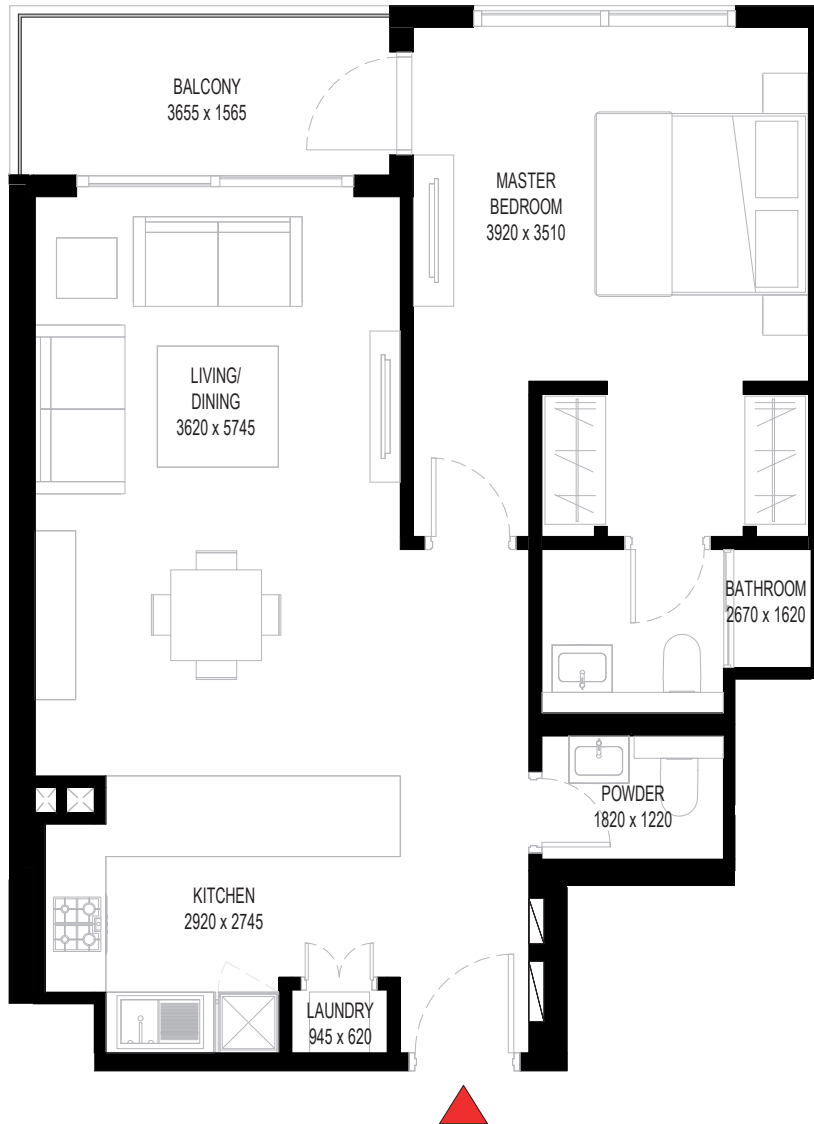 BALCONY
3655 x 1565
MASTER
BEDROOM
3920 x 3510
LIVING/
DINING
3620 x 5745
BATHROOM
2670 x 1620
POWDER
1820 x 1220
KITCHEN
2920 x 2745
LAUNDRY
945 x 620